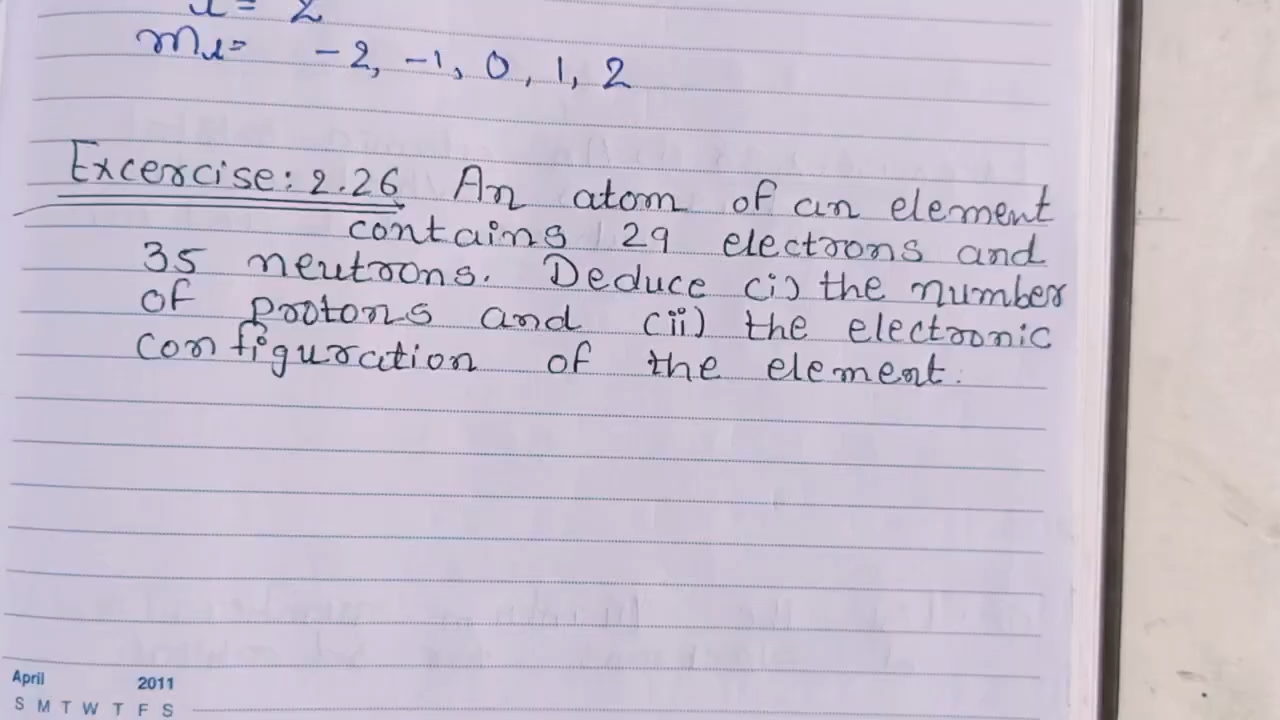 l = 2
ml = -2, -1, 0, 1, 2
Excercise: 2.26 An atom of an element
contains 29 electrons and
35 neutrons. Deduce (i) the number
of protons and (ii) the electronic
configuration of the element.
April 2011
S M T W T F S